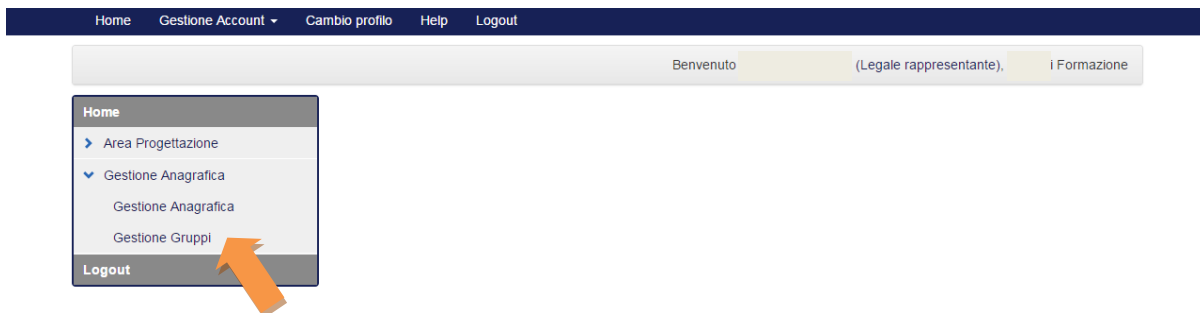 Home Gestione Account Cambio profilo Help Logout
Benvenuto (Legale rappresentante), i Formazione
Home
Area Progettazione
Gestione Anagrafica
Gestione Anagrafica
Gestione Gruppi
Logout